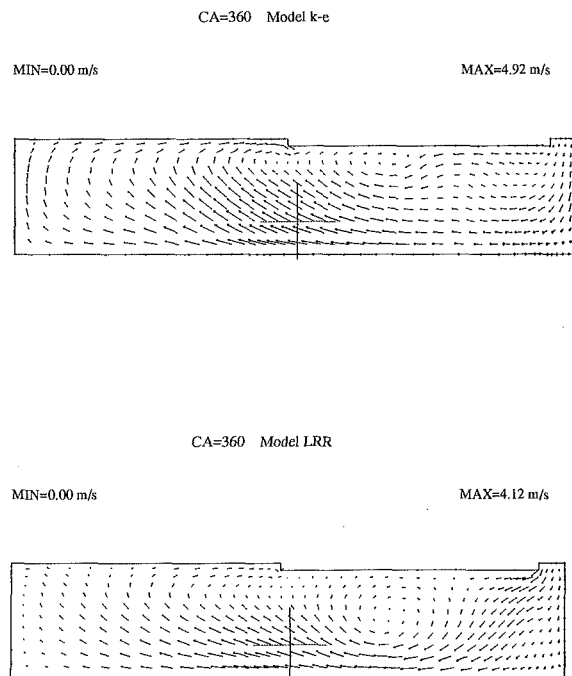 CA=360 Model k-e
MIN=0.00 m/s
MAX=4.92 m/s
CA=360 Model LRR
MIN=0.00 m/s
MAX=4.12 m/s